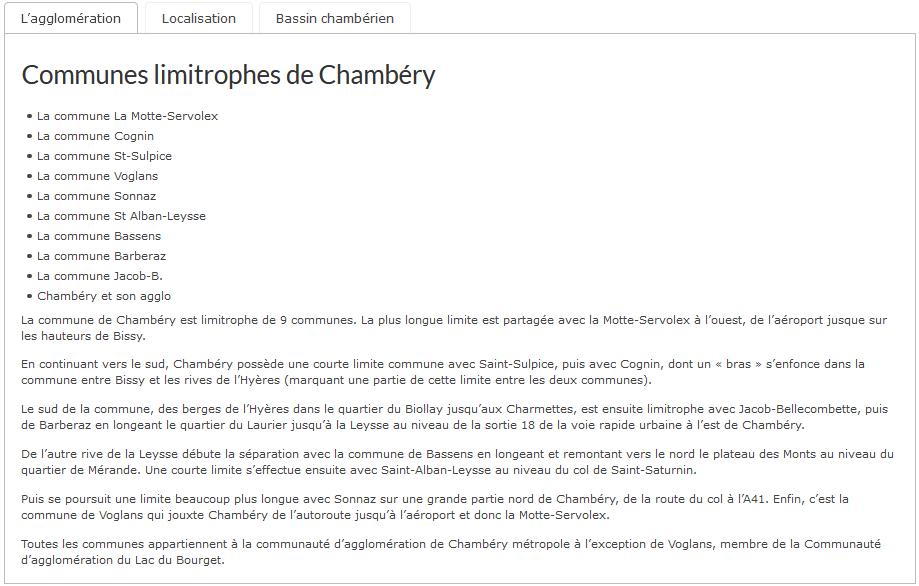 L’agglomération Localisation Bassin chambérien
Communes limitrophes de Chambéry
• La commune La Motte-Servolex
• La commune Cognin
• La commune St-Sulpice
• La commune Voglans
• La commune Sonnaz
• La commune St Alban-Leysse
• La commune Bassens
• La commune Barberaz
• La commune Jacob-B.
• Chambéry et son agglo
La commune de Chambéry est limitrophe de 9 communes. La plus longue limite est partagée avec la Motte-Servolex à l’ouest, de l’aéroport jusque sur
les hauteurs de Bissy.
En continuant vers le sud, Chambéry possède une courte limite commune avec Saint-Sulpice, puis avec Cognin, dont un « bras » s’enfonce dans la
commune entre Bissy et les rives de l’Hyères (marquant une partie de cette limite entre les deux communes).
Le sud de la commune, des berges de l’Hyères dans le quartier du Biollay jusqu’aux Charmettes, est ensuite limitrophe avec Jacob-Bellecombette, puis
de Barberaz en longeant le quartier du Laurier jusqu’à la Leysse au niveau de la sortie 18 de la voie rapide urbaine à l’est de Chambéry.
De l’autre rive de la Leysse débute la séparation avec la commune de Bassens en longeant et remontant vers le nord le plateau des Monts au niveau du
quartier de Mérande. Une courte limite s’effectue ensuite avec Saint-Alban-Leysse au niveau du col de Saint-Saturnin.
Puis se poursuit une limite beaucoup plus longue avec Sonnaz sur une grande partie nord de Chambéry, de la route du col à l’A41. Enfin, c’est la
commune de Voglans qui jouxte Chambéry de l’autoroute jusqu’à l’aéroport et donc la Motte-Servolex.
Toutes les communes appartiennent à la communauté d’agglomération de Chambéry métropole à l’exception de Voglans, membre de la Communauté
d’agglomération du Lac du Bourget.